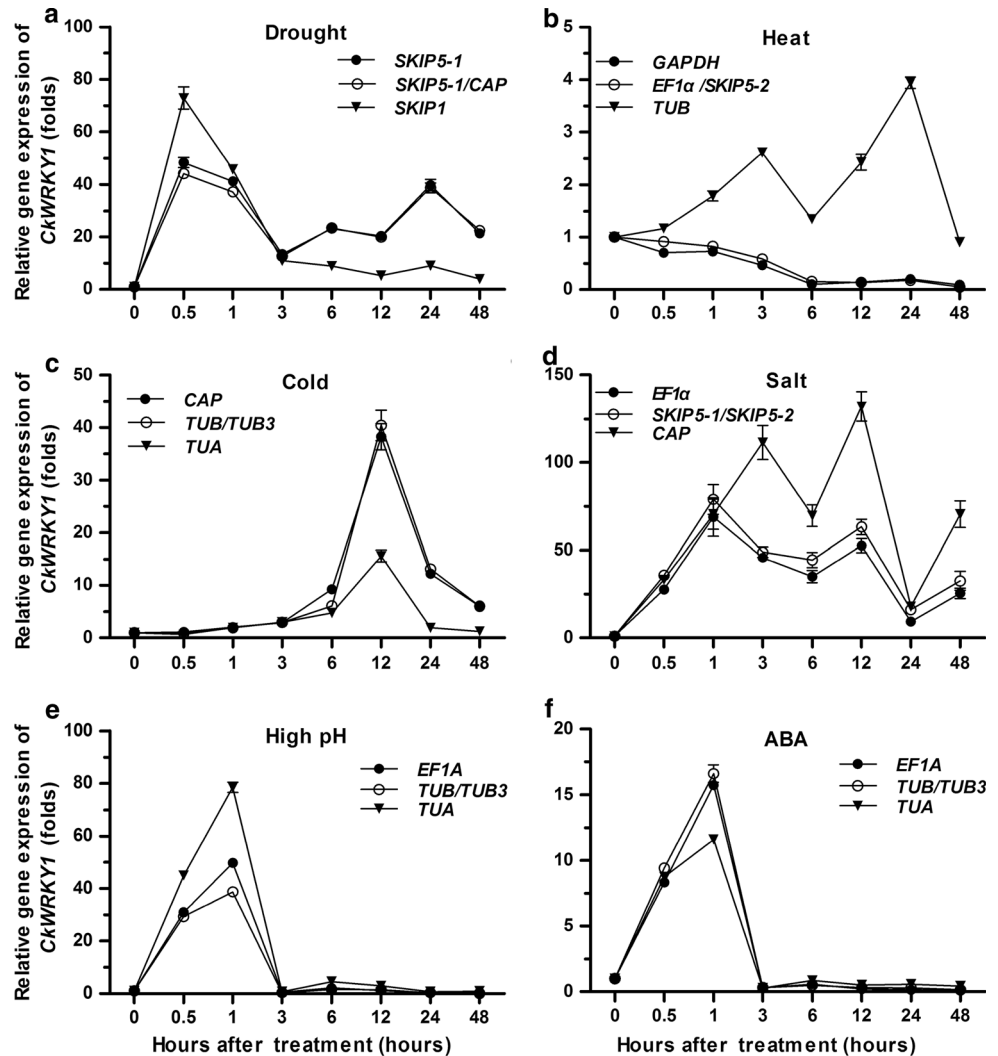 a
Drought
SKIP5-1
SKIP5-1/CAP
SKIP1
Relative gene expression of
CkWRKY1 (folds)
100
80
60
40
20
0
0 0.5 1 3 6 12 24 48
b
Heat
GAPDH
EF1α /SKIP5-2
TUB
5
4
3
2
1
0
0 0.5 1 3 6 12 24 48
c
Cold
CAP
TUB/TUB3
TUA
Relative gene expression of
CkWRKY1 (folds)
50
40
30
20
10
0
0 0.5 1 3 6 12 24 48
d
Salt
EF1α
SKIP5-1/SKIP5-2
CAP
150
100
50
0
0 0.5 1 3 6 12 24 48
e
High pH
EF1A
TUB/TUB3
TUA
Relative gene expression of
CkWRKY1 (folds)
100
80
60
40
20
0
0 0.5 1 3 6 12 24 48
Hours after treatment (hours)
f
ABA
EF1A
TUB/TUB3
TUA
20
15
10
5
0
0 0.5 1 3 6 12 24 48
Hours after treatment (hours)